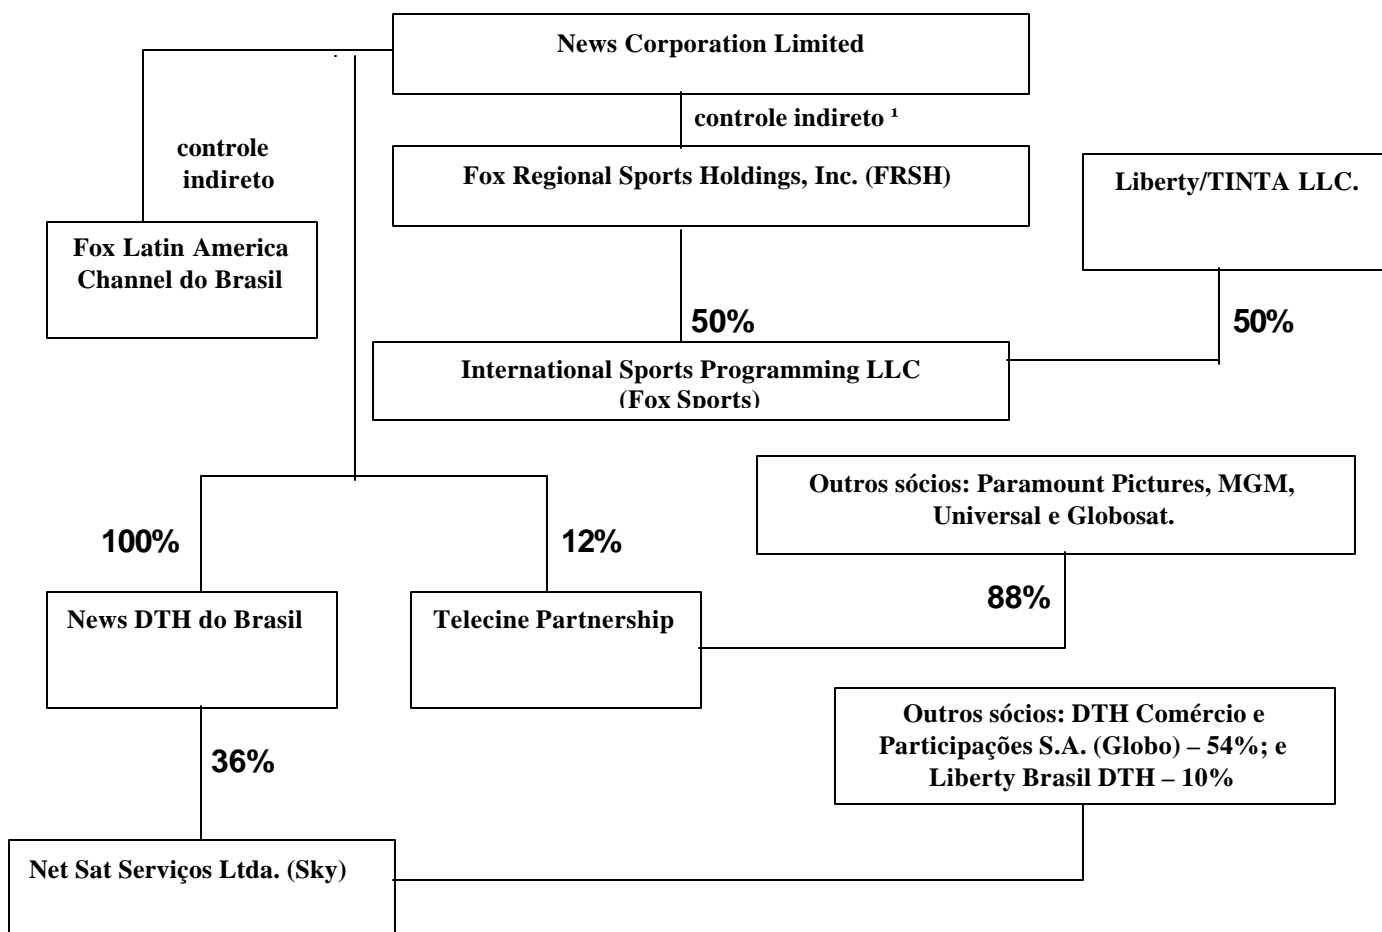 News Corporation Limited
controle indireto ¹
controle
indireto
Fox Regional Sports Holdings, Inc. (FRSH)
Liberty/TINTA LLC.
Fox Latin America
Channel do Brasil
50%
50%
International Sports Programming LLC
(Fox Sports)
Outros sócios: Paramount Pictures, MGM,
Universal e Globosat.
100%
12%
88%
News DTH do Brasil
Telecine Partnership
Outros sócios: DTH Comércio e
Participações S.A. (Globo) – 54%; e
Liberty Brasil DTH – 10%
36%
Net Sat Serviços Ltda. (Sky)